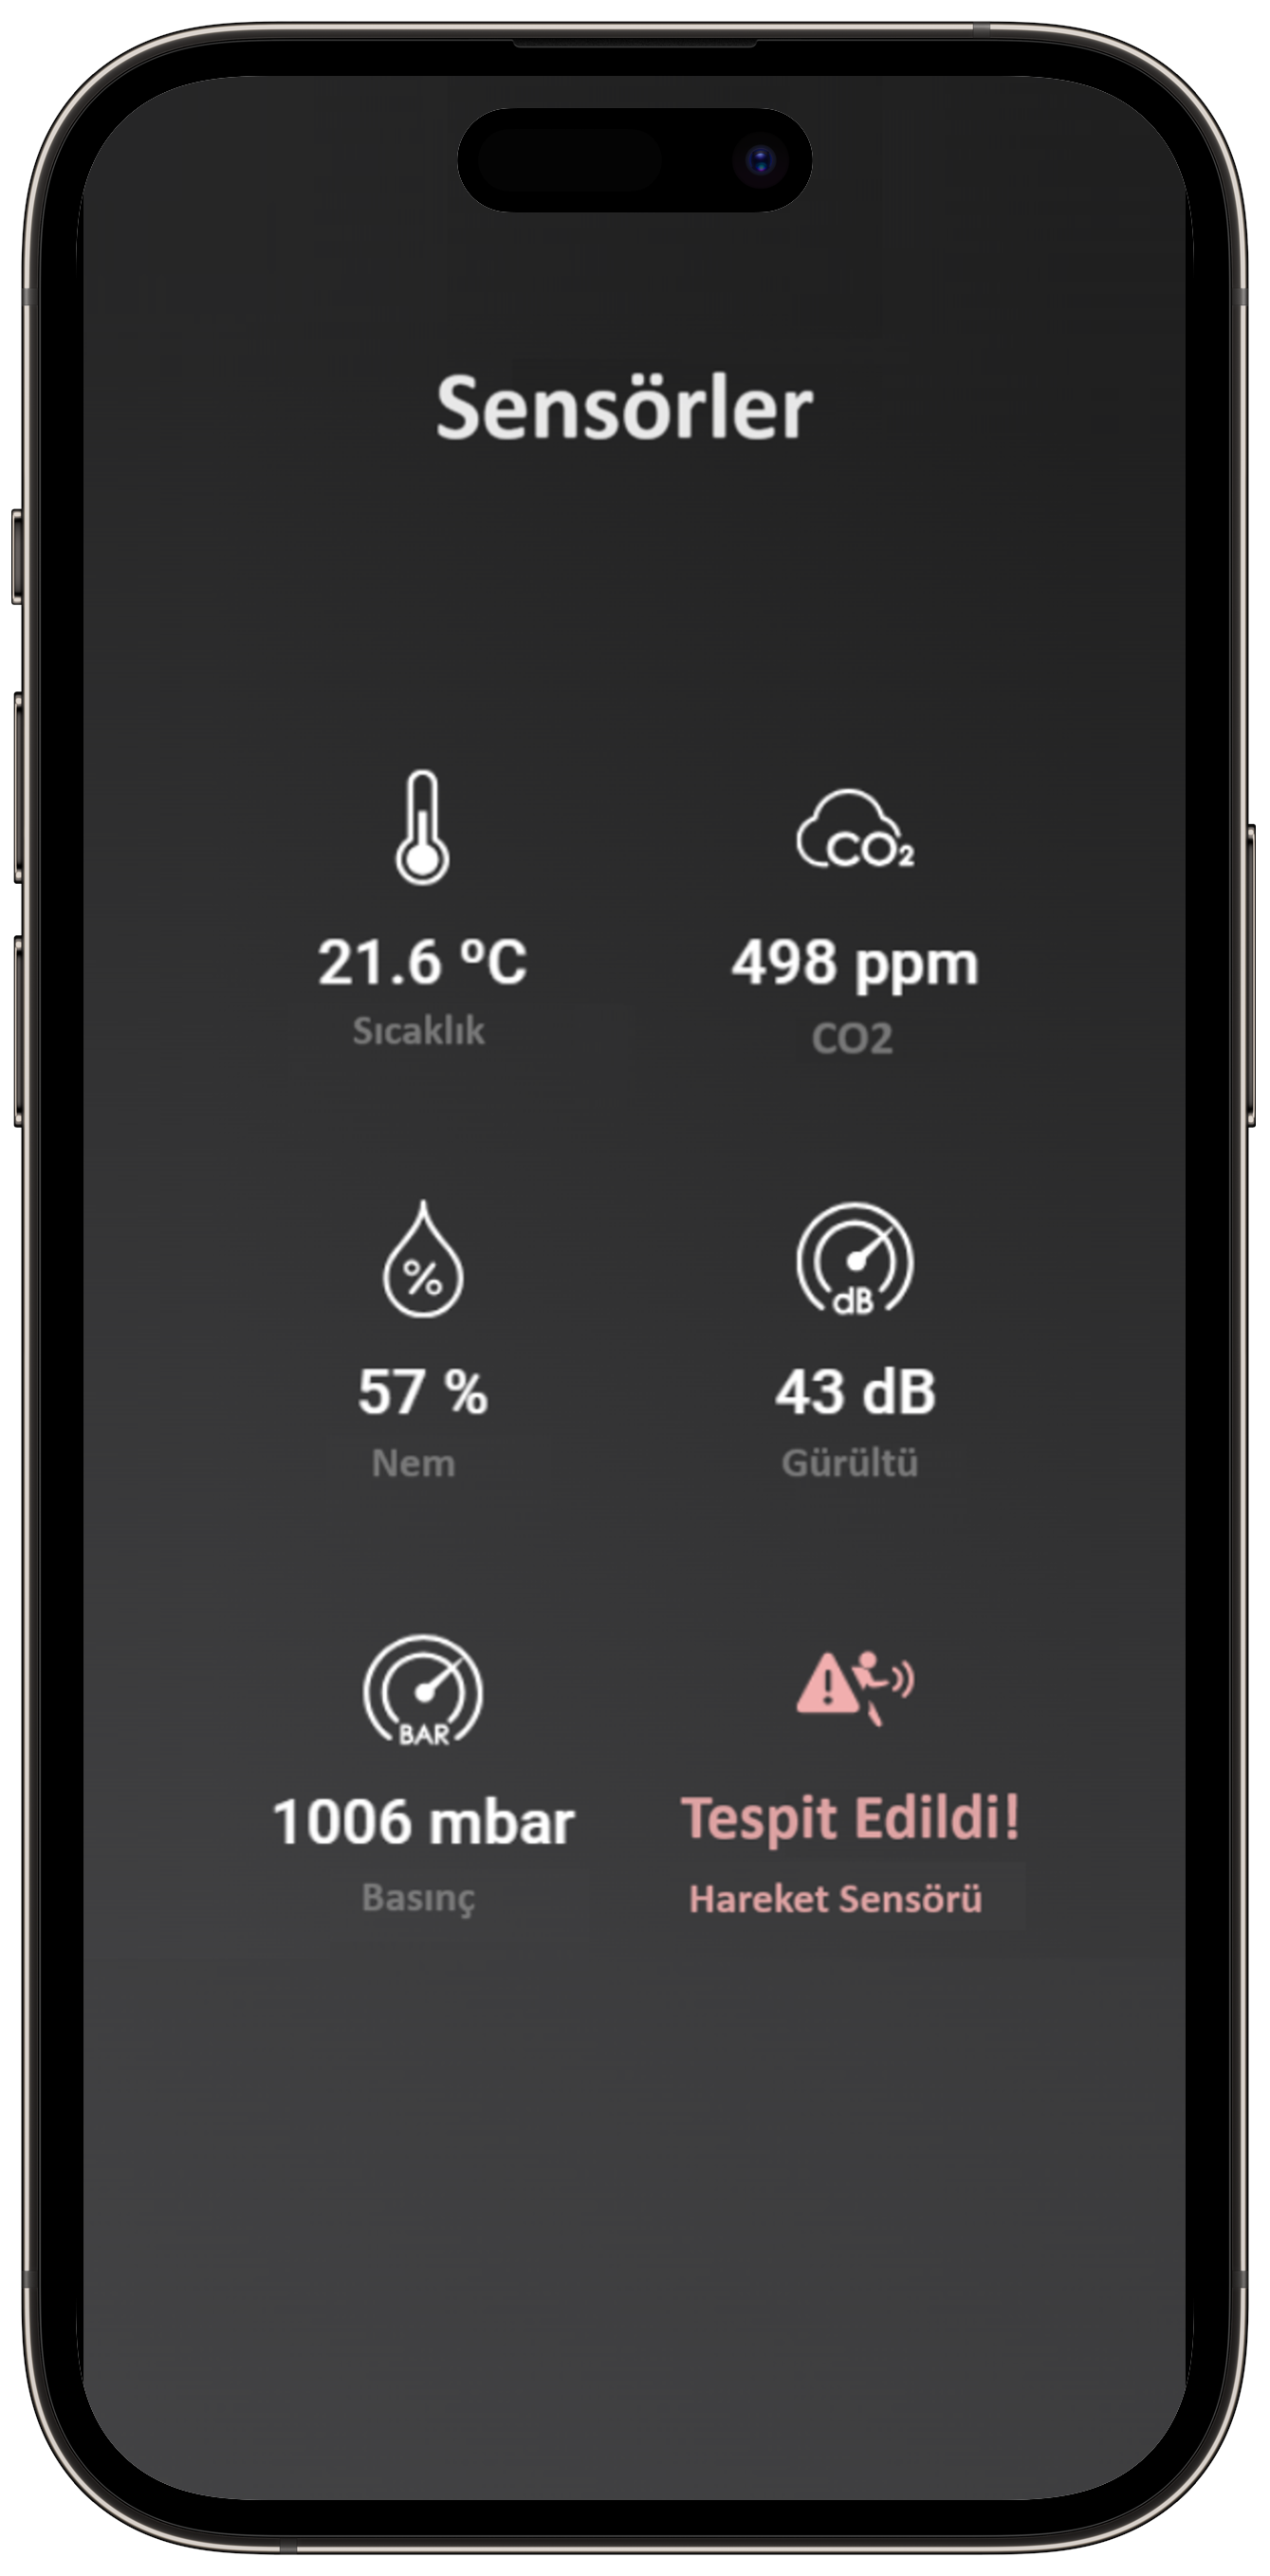 Sensörler
CO2
21.6 ºC
498 ppm
Sıcaklık
CO2
%
dB
57 %
43 dB
Nem
Gürültü
BAR
!
1006 mbar
Tespit Edildi!
Basınç
Hareket Sensörü